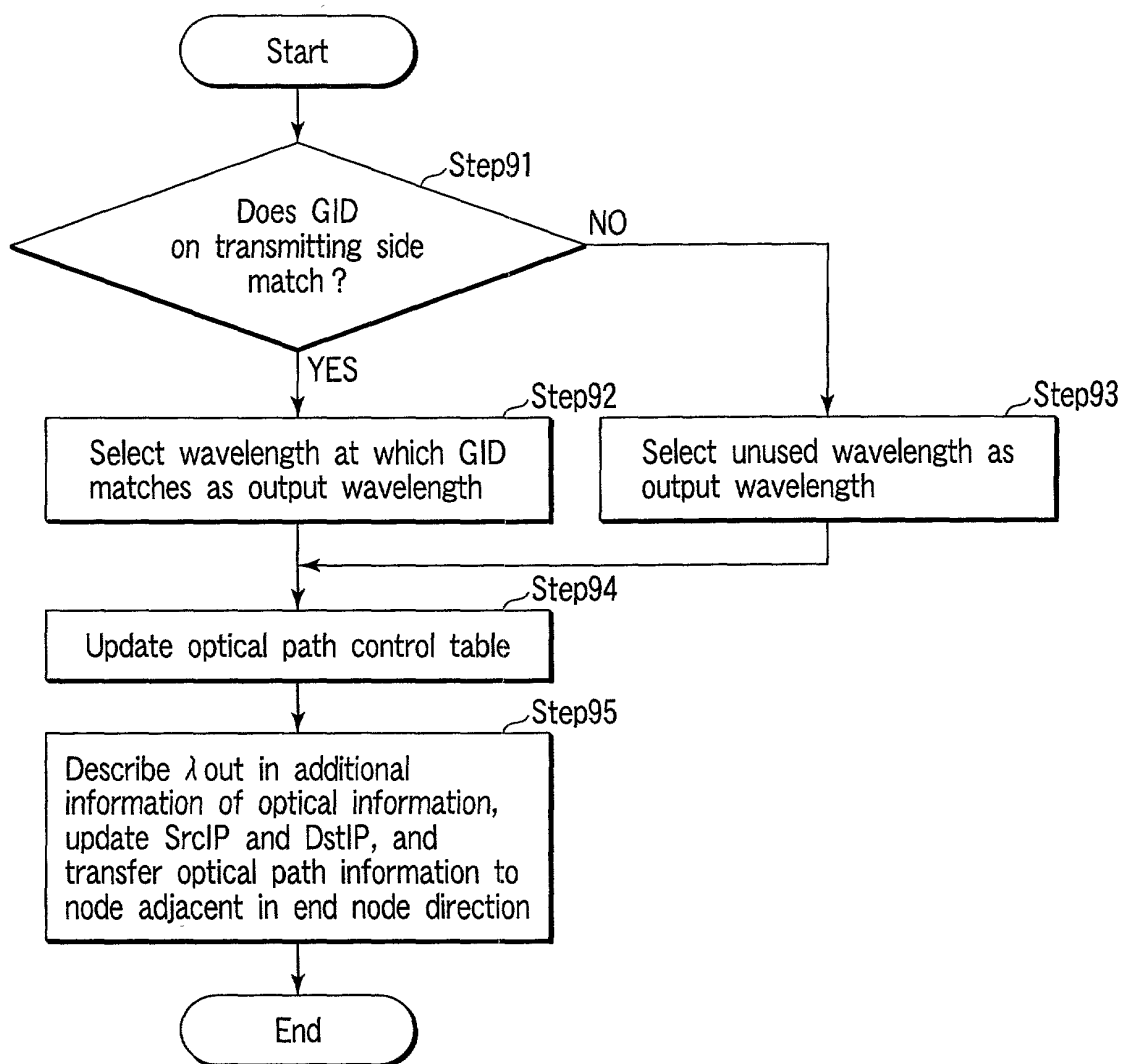 Start
Step91
Does GID
on transmitting side
match ?
NO
YES
Step92
Select wavelength at which GID
matches as output wavelength
Step93
Select unused wavelength as
output wavelength
Step94
Update optical path control table
Step95
Describe λ out in additional
information of optical information,
update SrcIP and DstIP, and
transfer optical path information to
node adjacent in end node direction
End